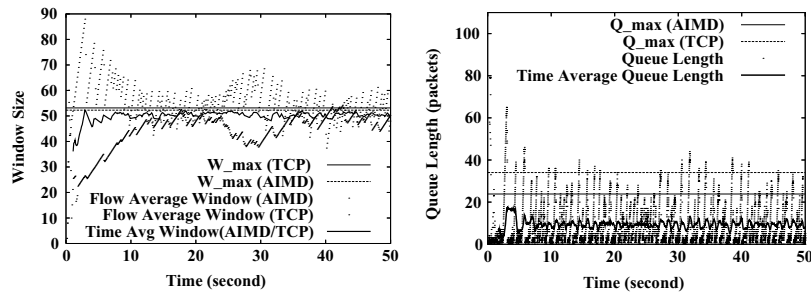 90
80
70
60
50
40
30
20
10
0
Window Size
W_max (TCP)
W_max (AIMD)
Flow Average Window (AIMD)
Flow Average Window (TCP)
Time Avg Window(AIMD/TCP)
0 10 20 30 40 50
Time (second)
100
80
60
40
20
0
Queue Length (packets)
Q_max (AIMD)
Q_max (TCP)
Queue Length
Time Average Queue Length
0 10 20 30 40 50
Time (second)